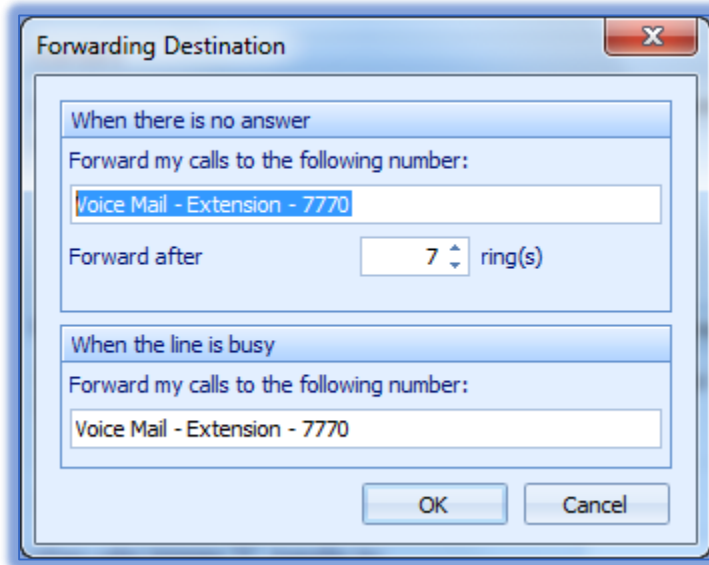 Forwarding Destination
When there is no answer
Forward my calls to the following number:
Voice Mail - Extension - 7770
Forward after 7 ring(s)
When the line is busy
Forward my calls to the following number:
Voice Mail - Extension - 7770
OK Cancel